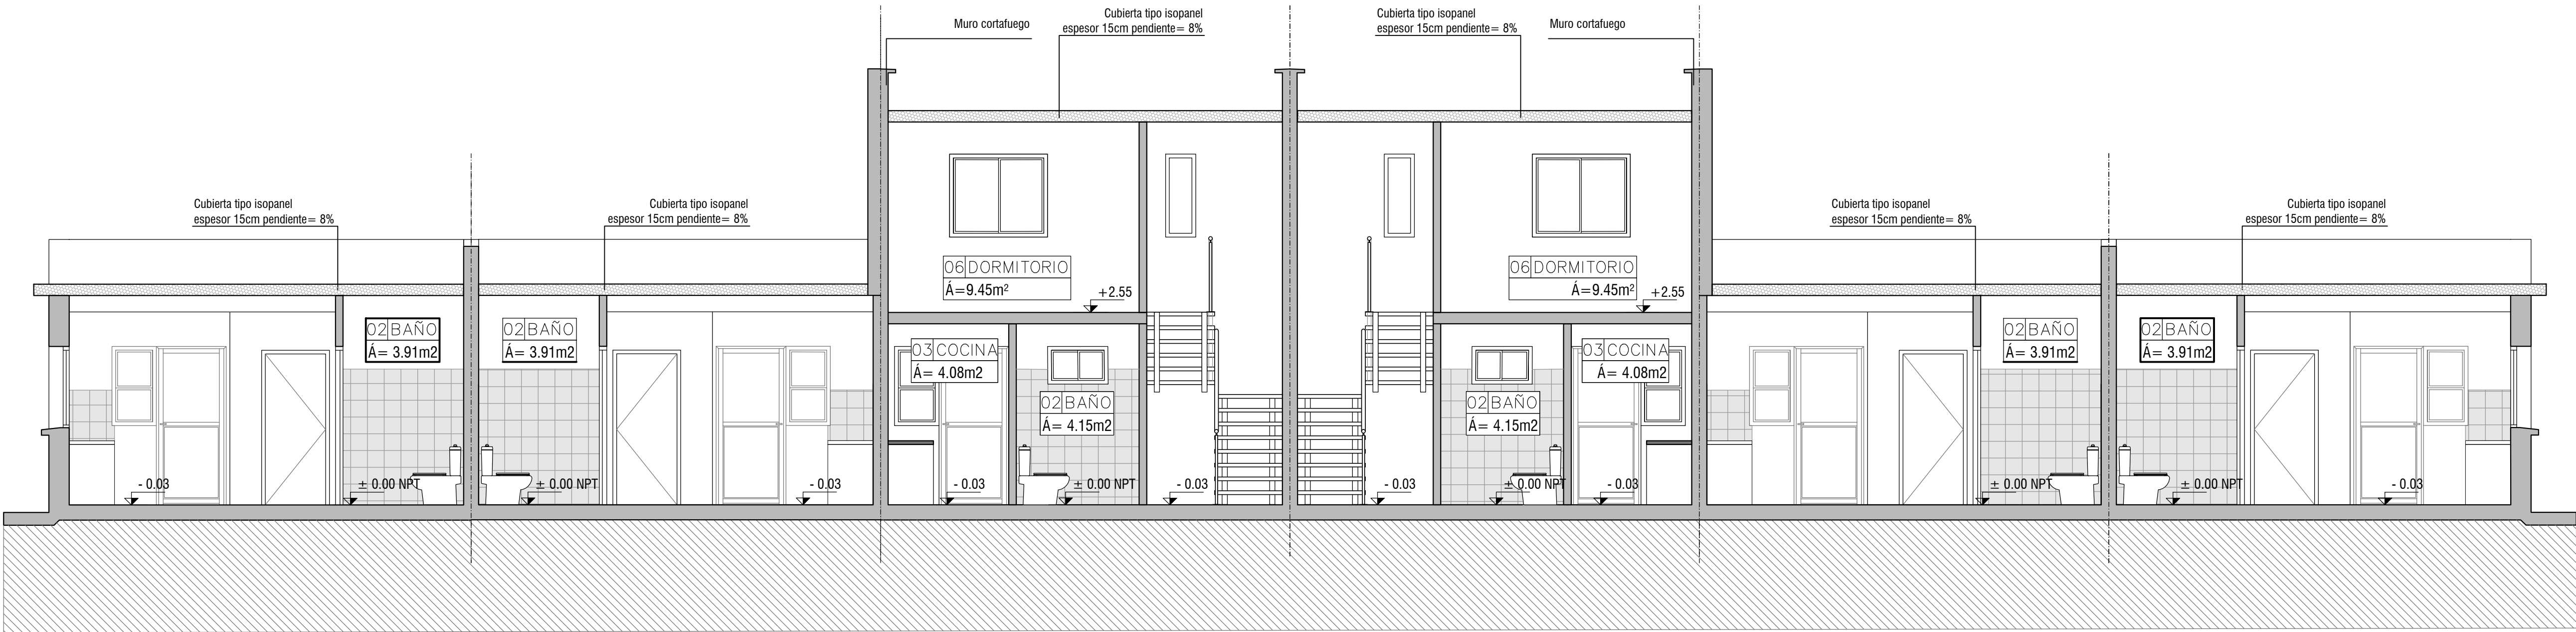 Muro cortafuego
Cubierta tipo isopanel
espesor 15cm pendiente= 8%
Cubierta tipo isopanel
espesor 15cm pendiente= 8%
Muro cortafuego
Cubierta tipo isopanel
espesor 15cm pendiente= 8%
Cubierta tipo isopanel
espesor 15cm pendiente= 8%
Cubierta tipo isopanel
espesor 15cm pendiente= 8%
Cubierta tipo isopanel
espesor 15cm pendiente= 8%
06 DORMITORIO
Á=9.45m²
+2.55
06 DORMITORIO
Á=9.45m²
+2.55
02 BAÑO
Á= 3.91m2
02 BAÑO
Á= 3.91m2
03 COCINA
Á= 4.08m2
02 BAÑO
Á= 4.15m2
02 BAÑO
Á= 4.15m2
03 COCINA
Á= 4.08m2
02 BAÑO
Á= 3.91m2
02 BAÑO
Á= 3.91m2
- 0.03
± 0.00 NPT
± 0.00 NPT
- 0.03
- 0.03
± 0.00 NPT
- 0.03
- 0.03
± 0.00 NPT
- 0.03
± 0.00 NPT
± 0.00 NPT
- 0.03